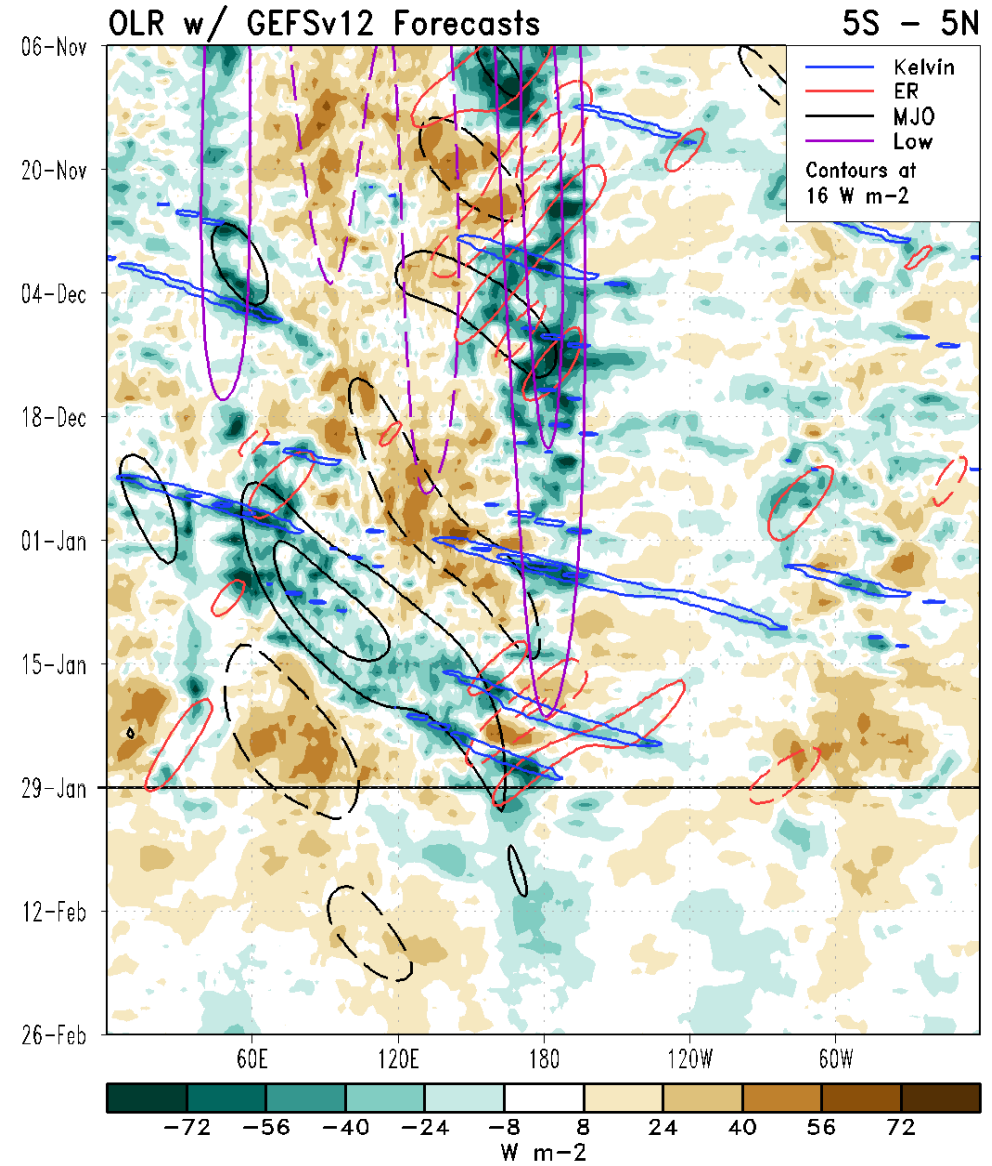 OLR w/ GEFSv12 Forecasts 5S - 5N
06-Nov
20-Nov
04-Dec
18-Dec
01-Jan
15-Jan
29-Jan
12-Feb
26-Feb
Kelvin
ER
MJO
Low
Contours at
16 W m-2
60E 120E 180 120W 60W
-72 -56 -40 -24 -8 8 24 40 56 72
W m-2